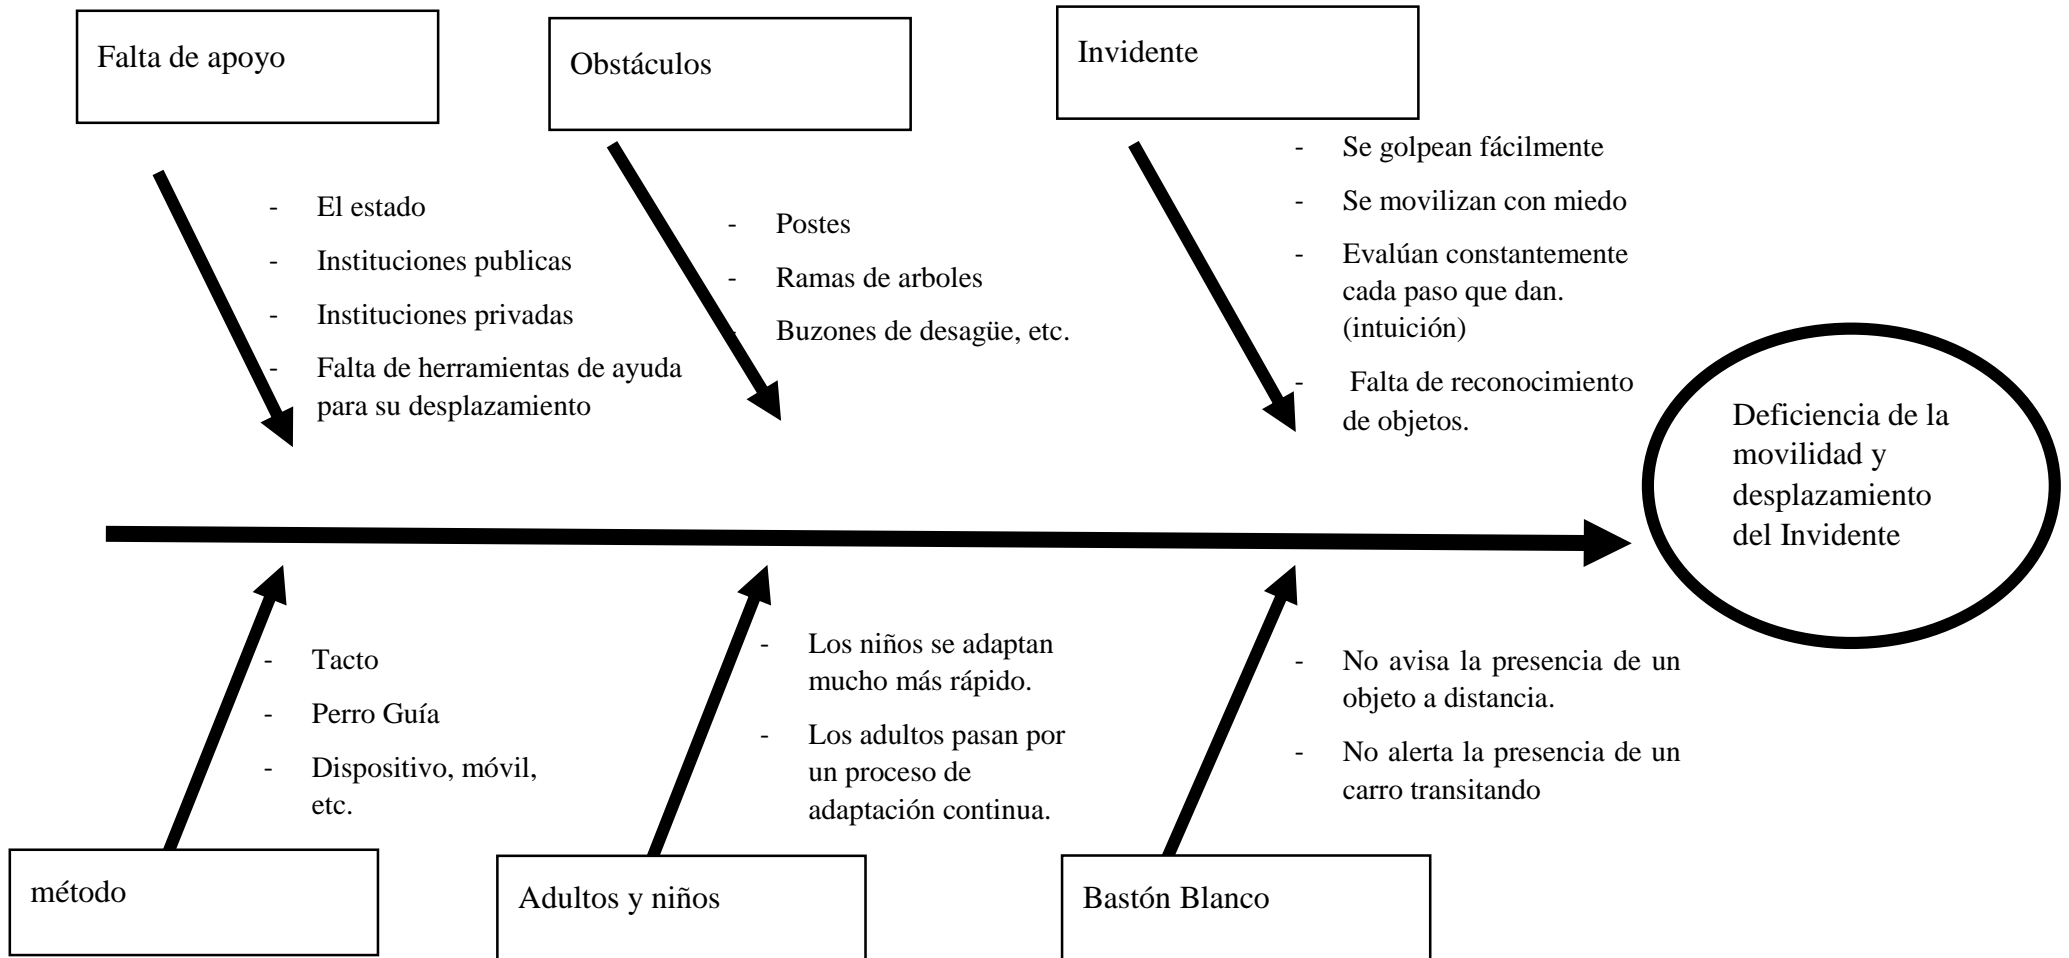 Falta de apoyo
Obstáculos
Invidente
- El estado
- Instituciones publicas
- Instituciones privadas
- Falta de herramientas de ayuda
para su desplazamiento
- Postes
- Ramas de arboles
- Buzones de desagüe, etc.
- Se golpean fácilmente
- Se movilizan con miedo
- Evalúan constantemente
cada paso que dan.
(intuición)
- Falta de reconocimiento
de objetos.
Deficiencia de la
movilidad y
desplazamiento
del Invidente
- Tacto
- Perro Guía
- Dispositivo, móvil,
etc.
- Los niños se adaptan
mucho más rápido.
- Los adultos pasan por
un proceso de
adaptación continua.
- No avisa la presencia de un
objeto a distancia.
- No alerta la presencia de un
carro transitando
método
Adultos y niños
Bastón Blanco